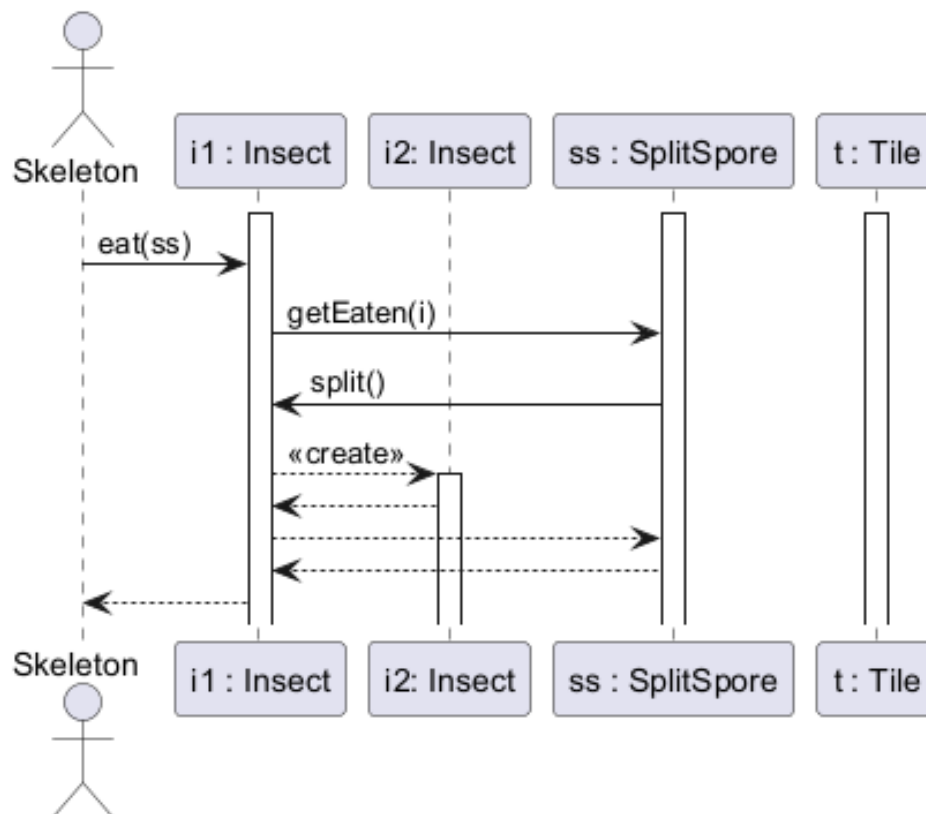 Skeleton
i1 : Insect
i2: Insect
ss : SplitSpore
t : Tile
eat(ss)
getEaten(i)
split()
«create»
Skeleton
i1 : Insect
i2: Insect
ss : SplitSpore
t : Tile